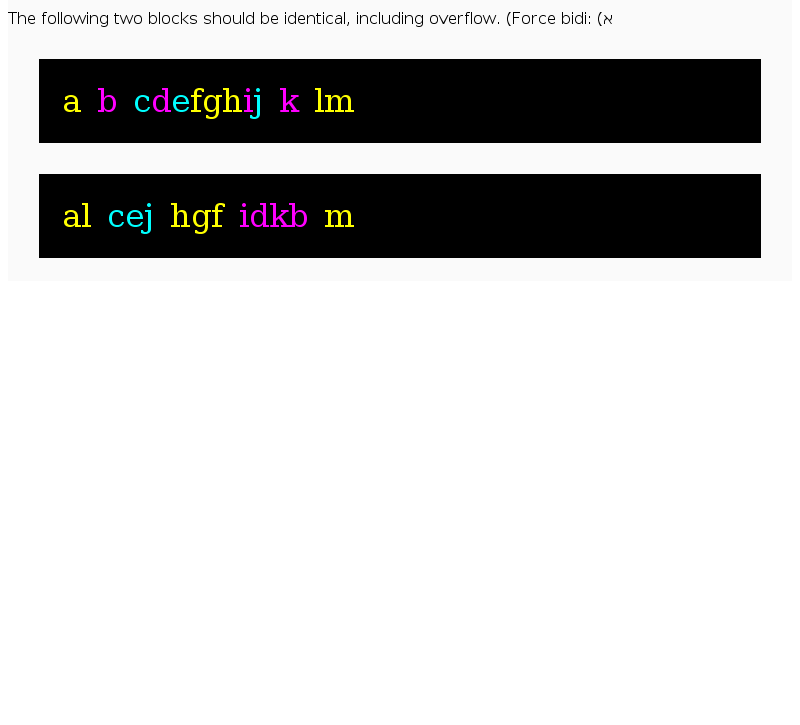 The following two blocks should be identical, including overflow. (Force bidi: (א
a b cdefghij k lm
al cej hgf idkb m